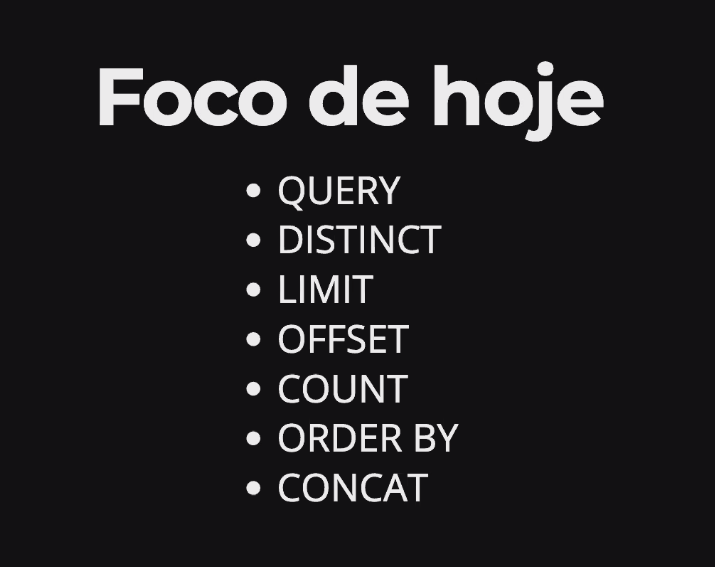 Foco de hoje
• QUERY
• DISTINCT
• LIMIT
• OFFSET
• COUNT
• ORDER BY
• CONCAT